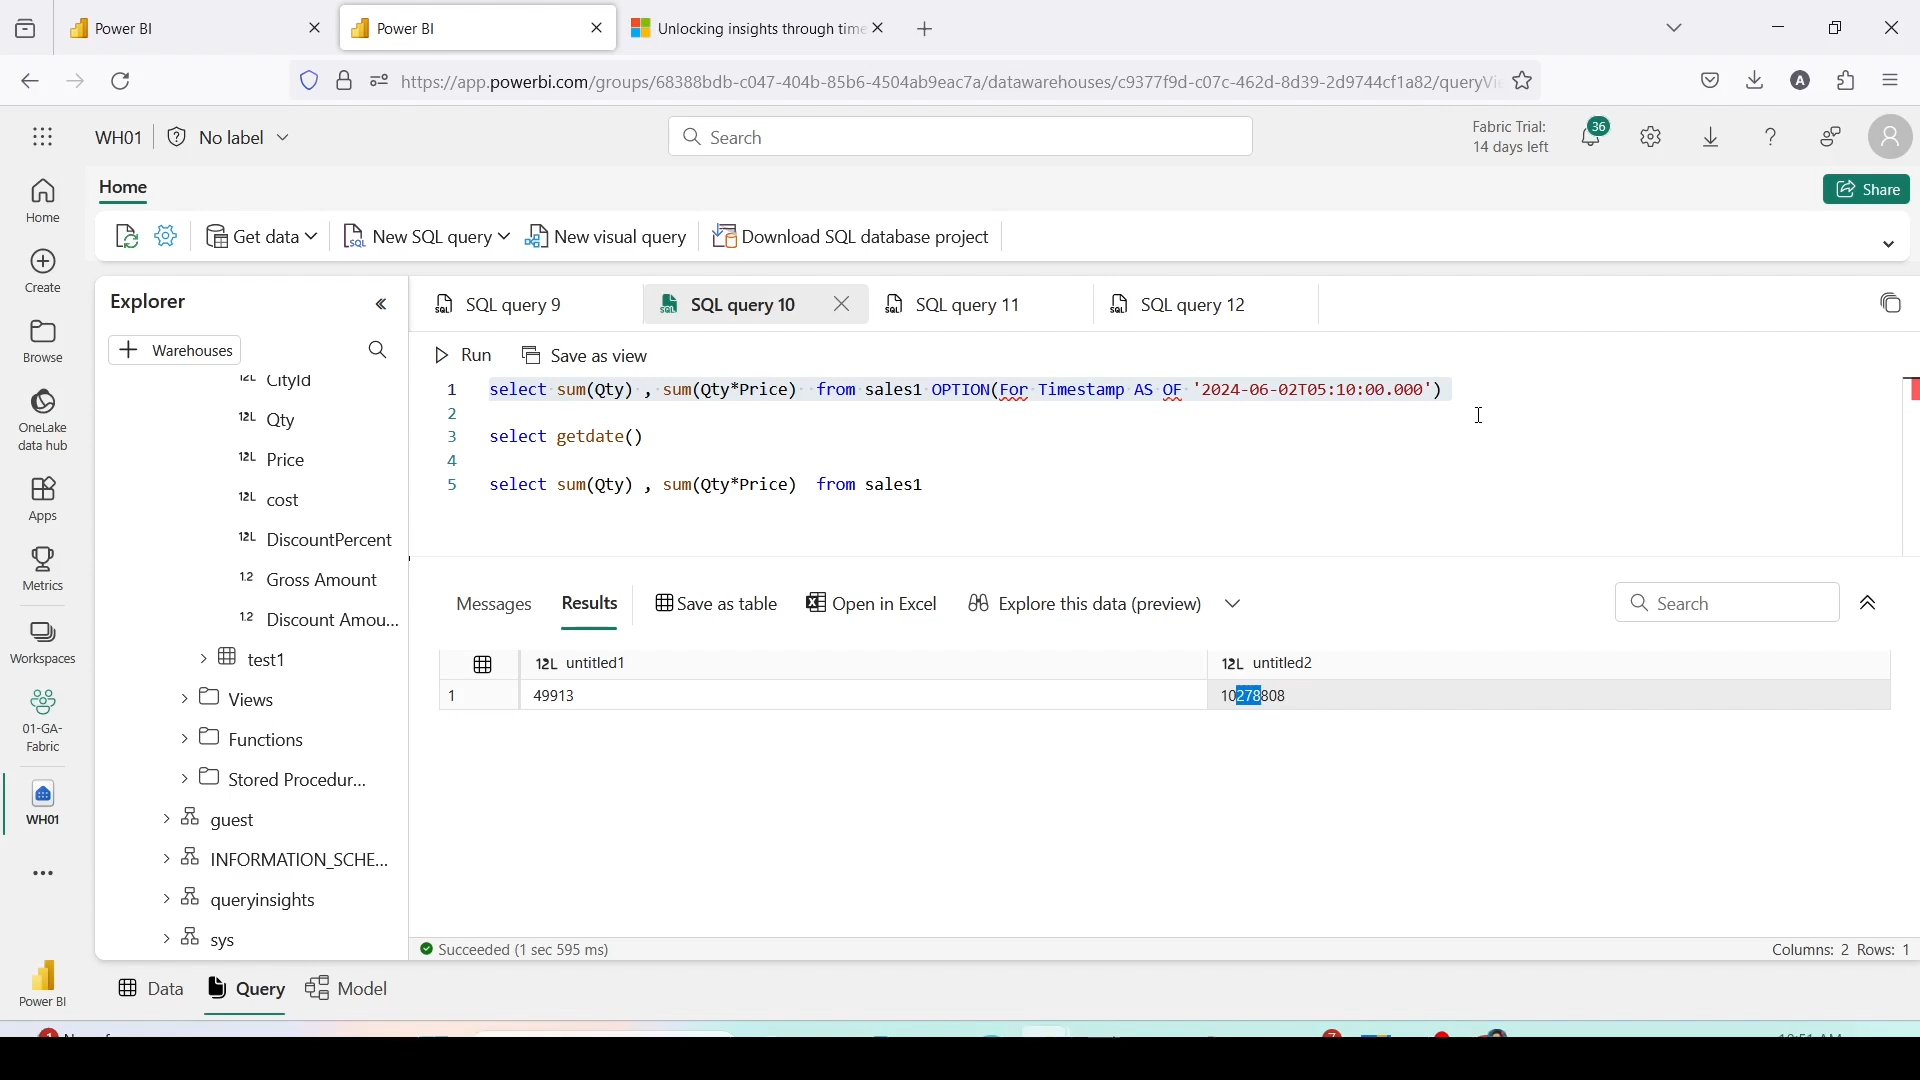 Power BI
Power BI
Unlocking insights through time
https://app.powerbi.com/groups/68388bdb-c047-404b-85b6-4504ab9eac7a/datawarehouses/c9377f9d-c07c-462d-8d39-2d9744cf1a82/queryVi
WH01
No label
Search
Fabric Trial:
14 days left
36
A
Home
Share
Get data
New SQL query
New visual query
Download SQL database project
Home
Create
Browse
OneLake
data hub
Apps
Metrics
Workspaces
01-GA-
Fabric
WH01
Power BI
Explorer
Warehouses
CityId
Qty
Price
cost
DiscountPercent
Gross Amount
Discount Amou...
test1
Views
Functions
Stored Procedur...
guest
INFORMATION_SCHE...
queryinsights
sys
SQL query 9
SQL query 10
SQL query 11
SQL query 12
Run
Save as view
1 select sum(Qty) , sum(Qty*Price)  from sales1 OPTION(For Timestamp AS OF '2024-06-02T05:10:00.000')
2
3 select getdate()
4
5 select sum(Qty) , sum(Qty*Price)  from sales1
Messages
Results
Save as table
Open in Excel
Explore this data (preview)
Search
12L untitled1
12L untitled2
1
49913
10278808
Succeeded (1 sec 595 ms)
Columns: 2 Rows: 1
Data
Query
Model